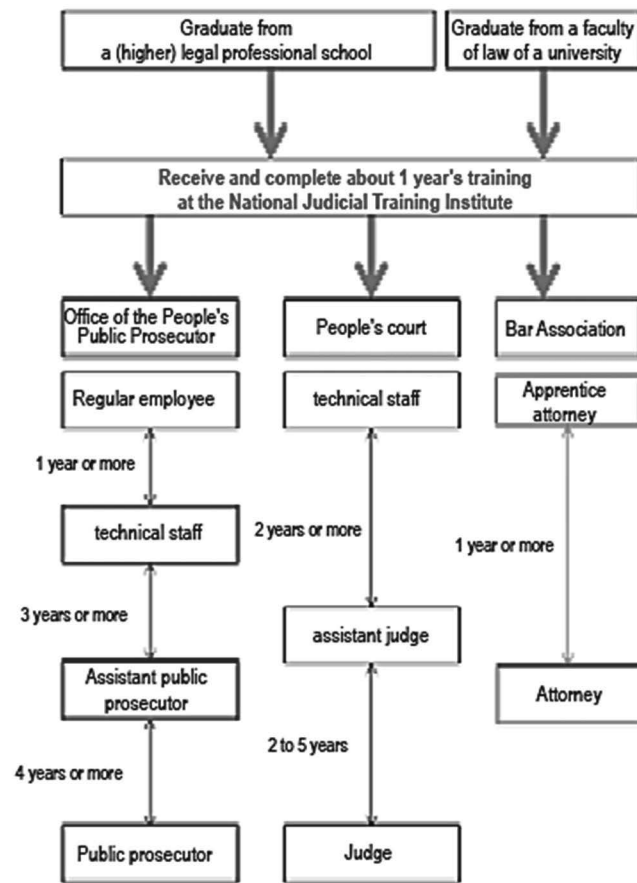 Graduate from
a (higher) legal professional school
Graduate from a faculty
of law of a university
Receive and complete about 1 year's training
at the National Judicial Training Institute
Office of the People's
Public Prosecutor
People's court
Bar Association
Regular employee
technical staff
Apprentice
attorney
1 year or more
technical staff
2 years or more
1 year or more
3 years or more
assistant judge
Assistant public
prosecutor
Attorney
2 to 5 years
4 years or more
Public prosecutor
Judge